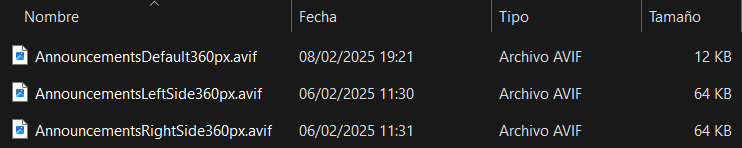 Nombre Fecha Tipo Tamaño
AnnouncementsDefault360px.avif 08/02/2025 19:21 Archivo AVIF 12 KB
AnnouncementsLeftSide360px.avif 06/02/2025 11:30 Archivo AVIF 64 KB
AnnouncementsRightSide360px.avif 06/02/2025 11:31 Archivo AVIF 64 KB